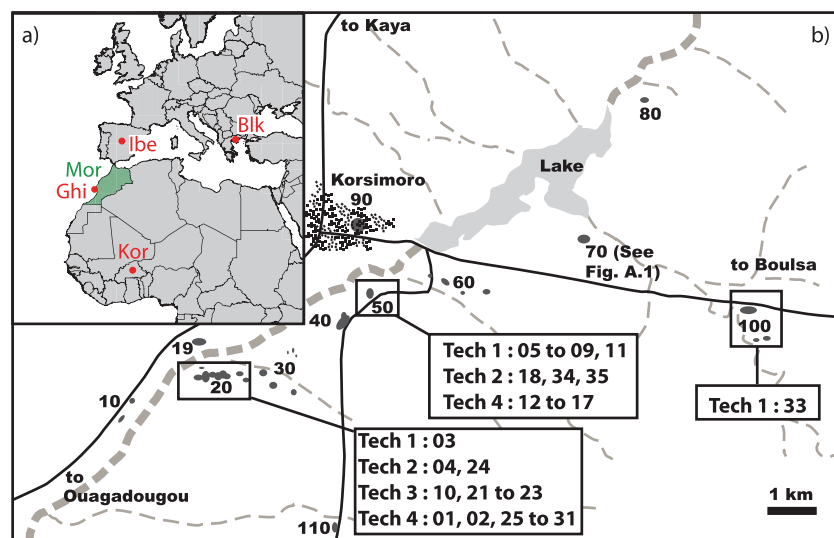 a)
Blk
Ibe
Mor
Ghi
Kor
b)
to Kaya
80
Lake
Korsimoro
90
70 (See
Fig. A.1)
to Boulsa
60
50
40
100
19
20
30
10
Tech 1 : 05 to 09, 11
Tech 2 : 18, 34, 35
Tech 4 : 12 to 17
Tech 1 : 33
Tech 1 : 03
Tech 2 : 04, 24
Tech 3 : 10, 21 to 23
Tech 4 : 01, 02, 25 to 31
to
Ouagadougou
110
1 km